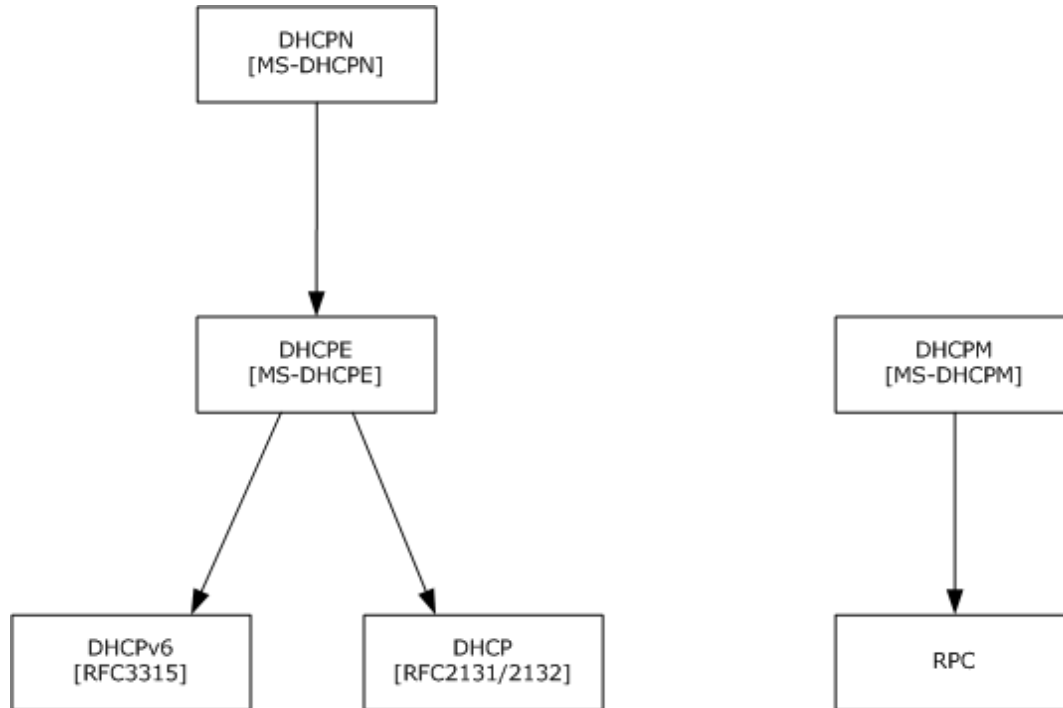 DHCPN
[MS-DHCPN]
DHCPE
[MS-DHCPE]
DHCPM
[MS-DHCPM]
DHCPv6
[RFC3315]
DHCP
[RFC2131/2132]
RPC